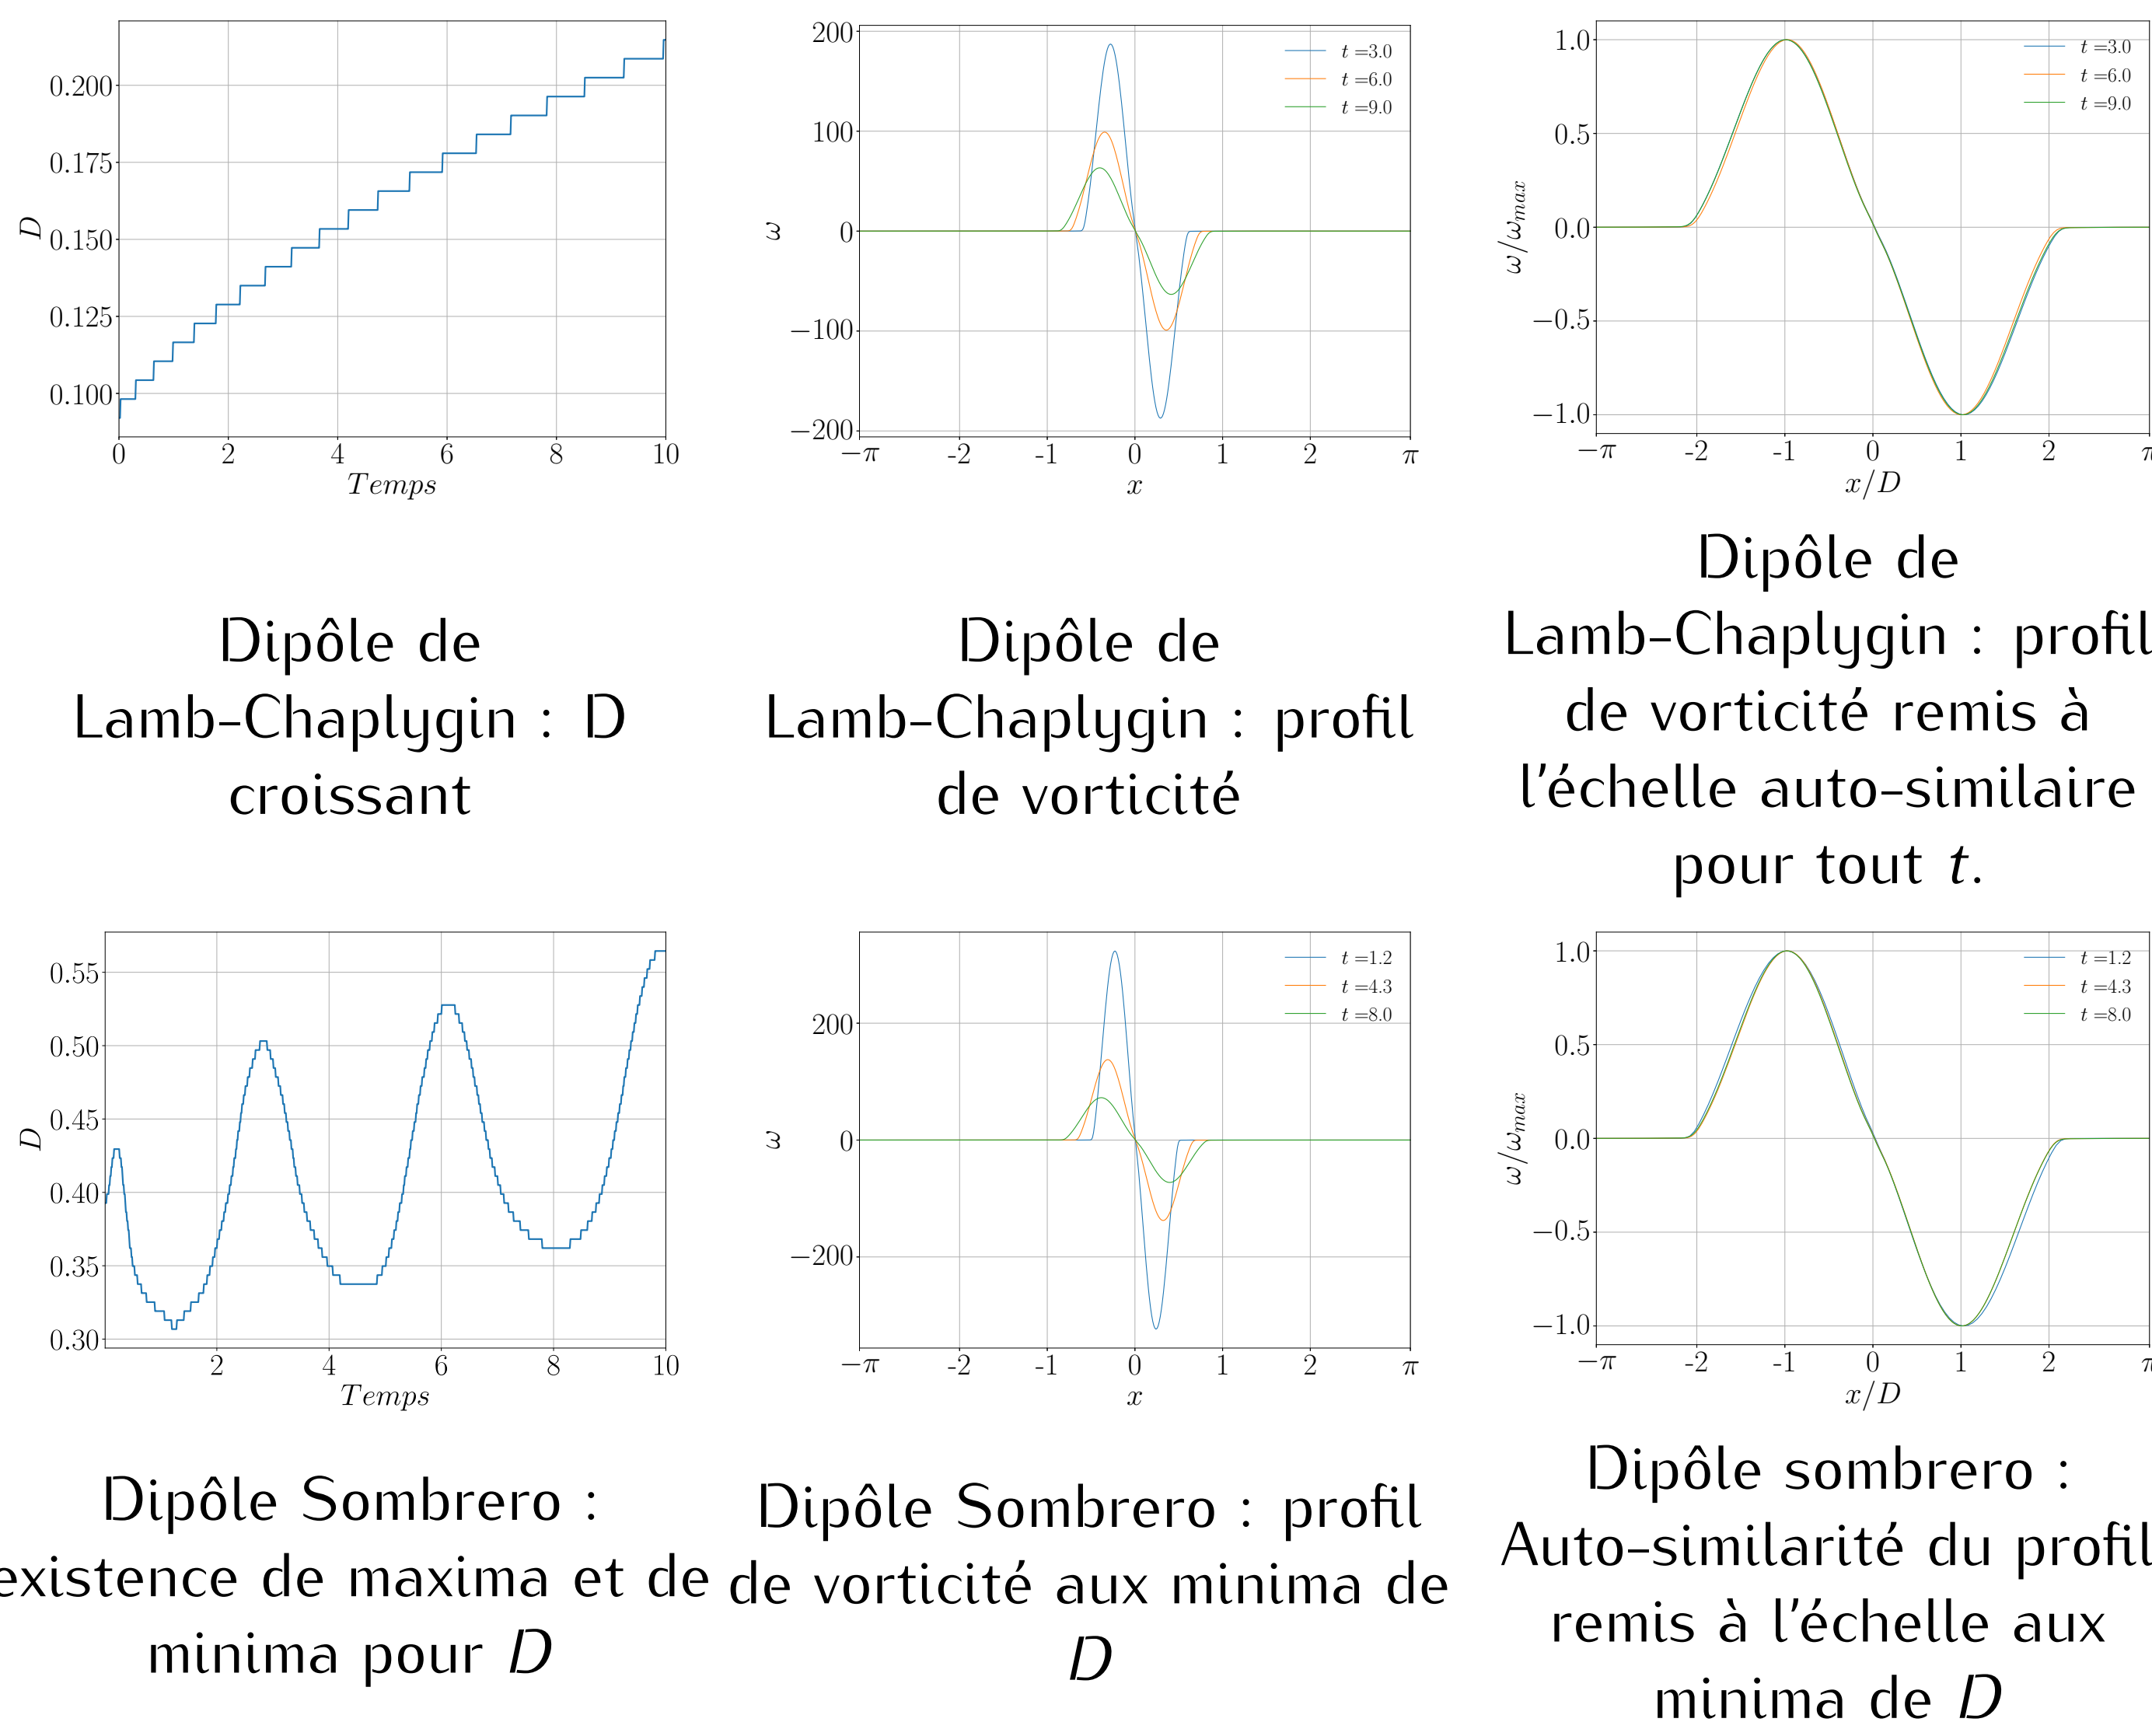 0.200
0.175
0.150
0.125
0.100
D
0 2 4 6 8 10
Temps
200
100
0
−100
−200
ω
t =3.0
t =6.0
t =9.0
−π -2 -1 0 1 2 π
x
1.0
0.5
0.0
−0.5
−1.0
ω/ωmax
t =3.0
t =6.0
t =9.0
−π -2 -1 0 1 2 π
x/D
Dipôle de
Lamb-Chaplygin : D
croissant
Dipôle de
Lamb-Chaplygin : profil
de vorticité
Dipôle de
Lamb-Chaplygin : profil
de vorticité remis à
l'échelle auto-similaire
pour tout t.
0.55
0.50
0.45
0.40
0.35
0.30
D
2 4 6 8 10
Temps
200
0
−200
ω
t =1.2
t =4.3
t =8.0
−π -2 -1 0 1 2 π
x
1.0
0.5
0.0
−0.5
−1.0
ω/ωmax
t =1.2
t =4.3
t =8.0
−π -2 -1 0 1 2 π
x/D
Dipôle Sombrero :
existence de maxima et de
minima pour D
Dipôle Sombrero : profil
de vorticité aux minima de
D
Dipôle sombrero :
Auto-similarité du profil
remis à l'échelle aux
minima de D